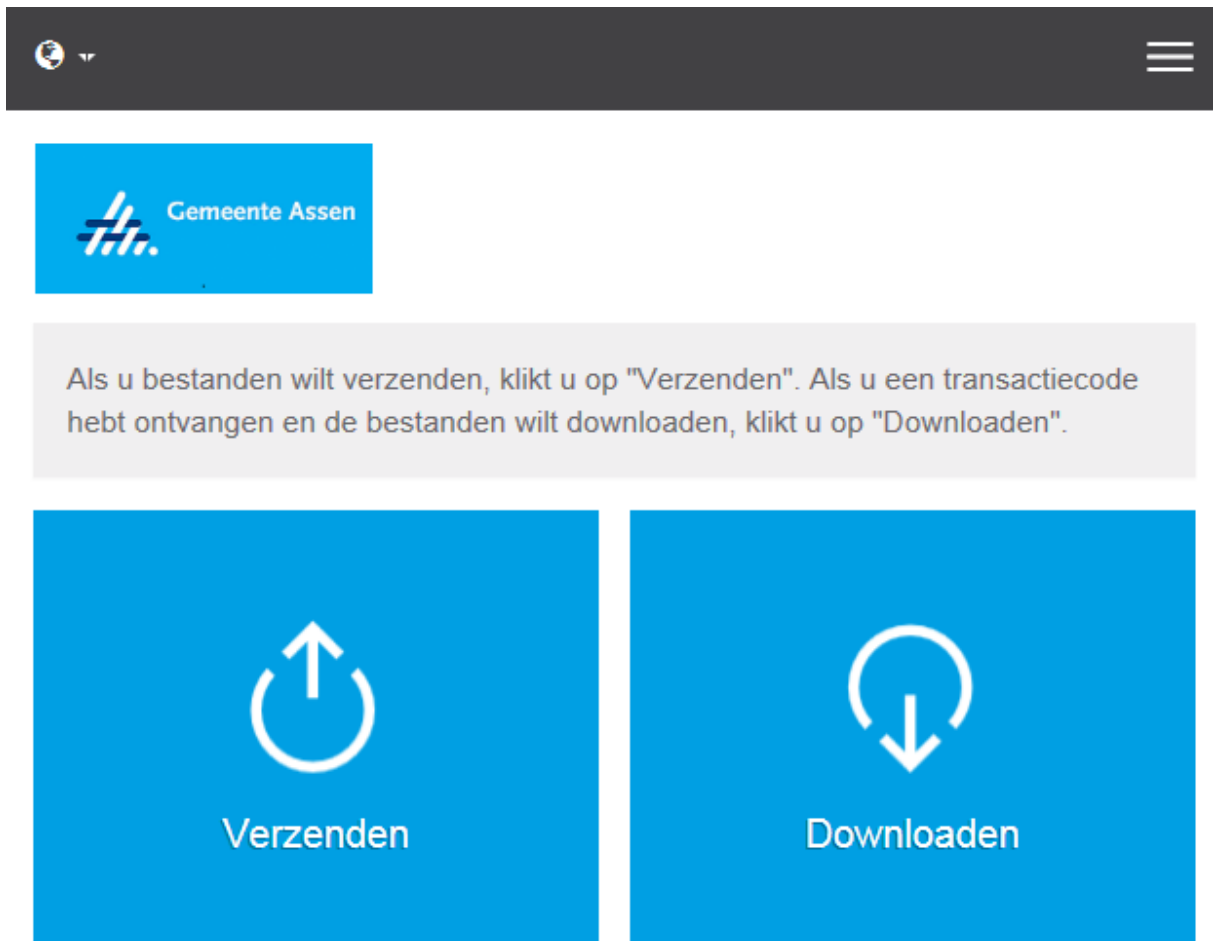 Gemeente Assen
Als u bestanden wilt verzenden, klikt u op "Verzenden". Als u een transactiecode
hebt ontvangen en de bestanden wilt downloaden, klikt u op "Downloaden".
Verzenden
Downloaden